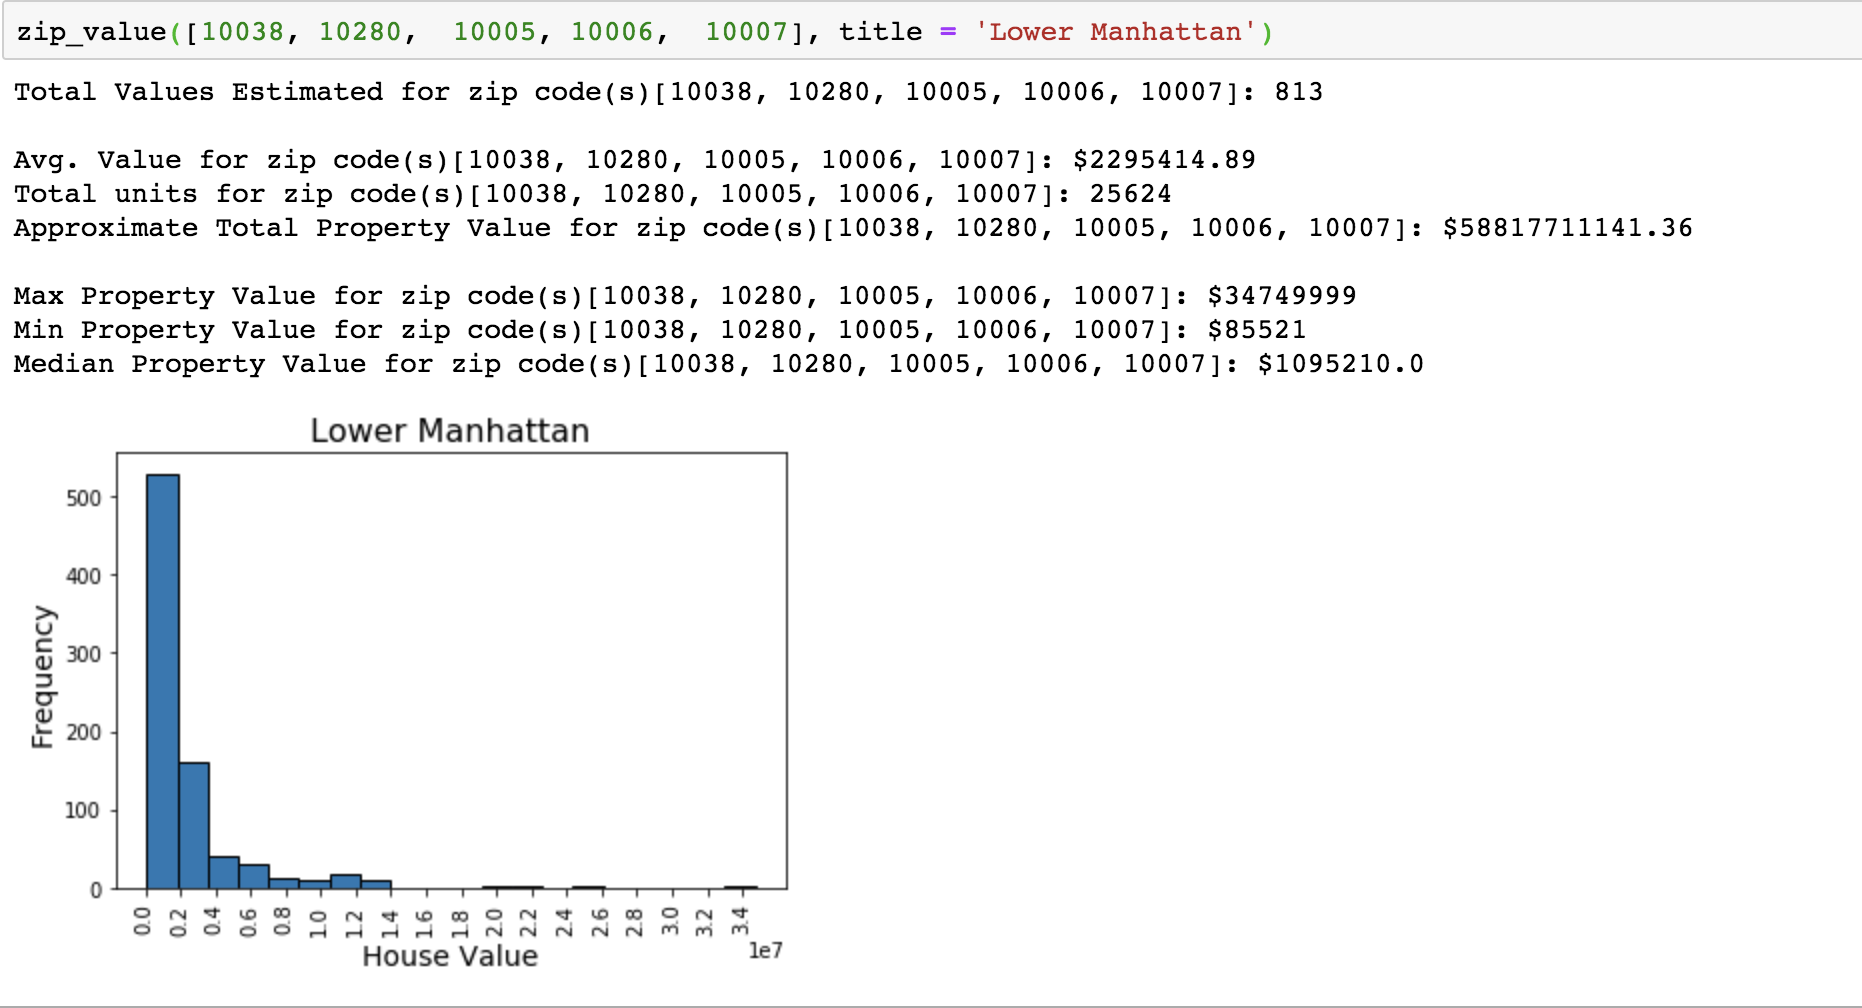 zip_value([10038, 10280,  10005, 10006,  10007], title = 'Lower Manhattan')
Total Values Estimated for zip code(s)[10038, 10280, 10005, 10006, 10007]: 813
Avg. Value for zip code(s)[10038, 10280, 10005, 10006, 10007]: $2295414.89
Total units for zip code(s)[10038, 10280, 10005, 10006, 10007]: 25624
Approximate Total Property Value for zip code(s)[10038, 10280, 10005, 10006, 10007]: $58817711141.36
Max Property Value for zip code(s)[10038, 10280, 10005, 10006, 10007]: $34749999
Min Property Value for zip code(s)[10038, 10280, 10005, 10006, 10007]: $85521
Median Property Value for zip code(s)[10038, 10280, 10005, 10006, 10007]: $1095210.0
Lower Manhattan
Frequency
500
400
300
200
100
0
0.0 0.2 0.4 0.6 0.8 1.0 1.2 1.4 1.6 1.8 2.0 2.2 2.4 2.6 2.8 3.0 3.2 3.4
1e7
House Value